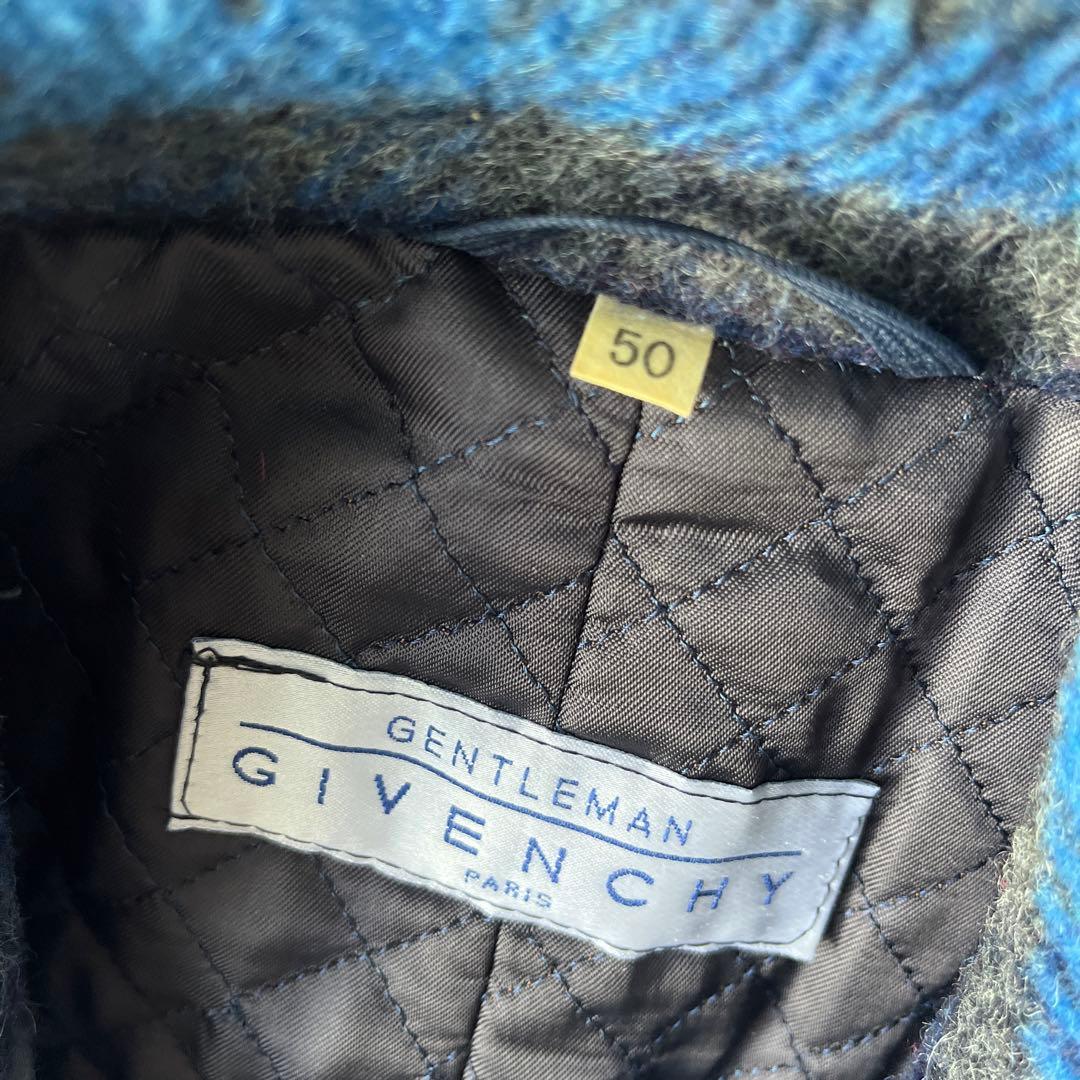 50
GENTLEMAN
GIVENCHY
PARIS